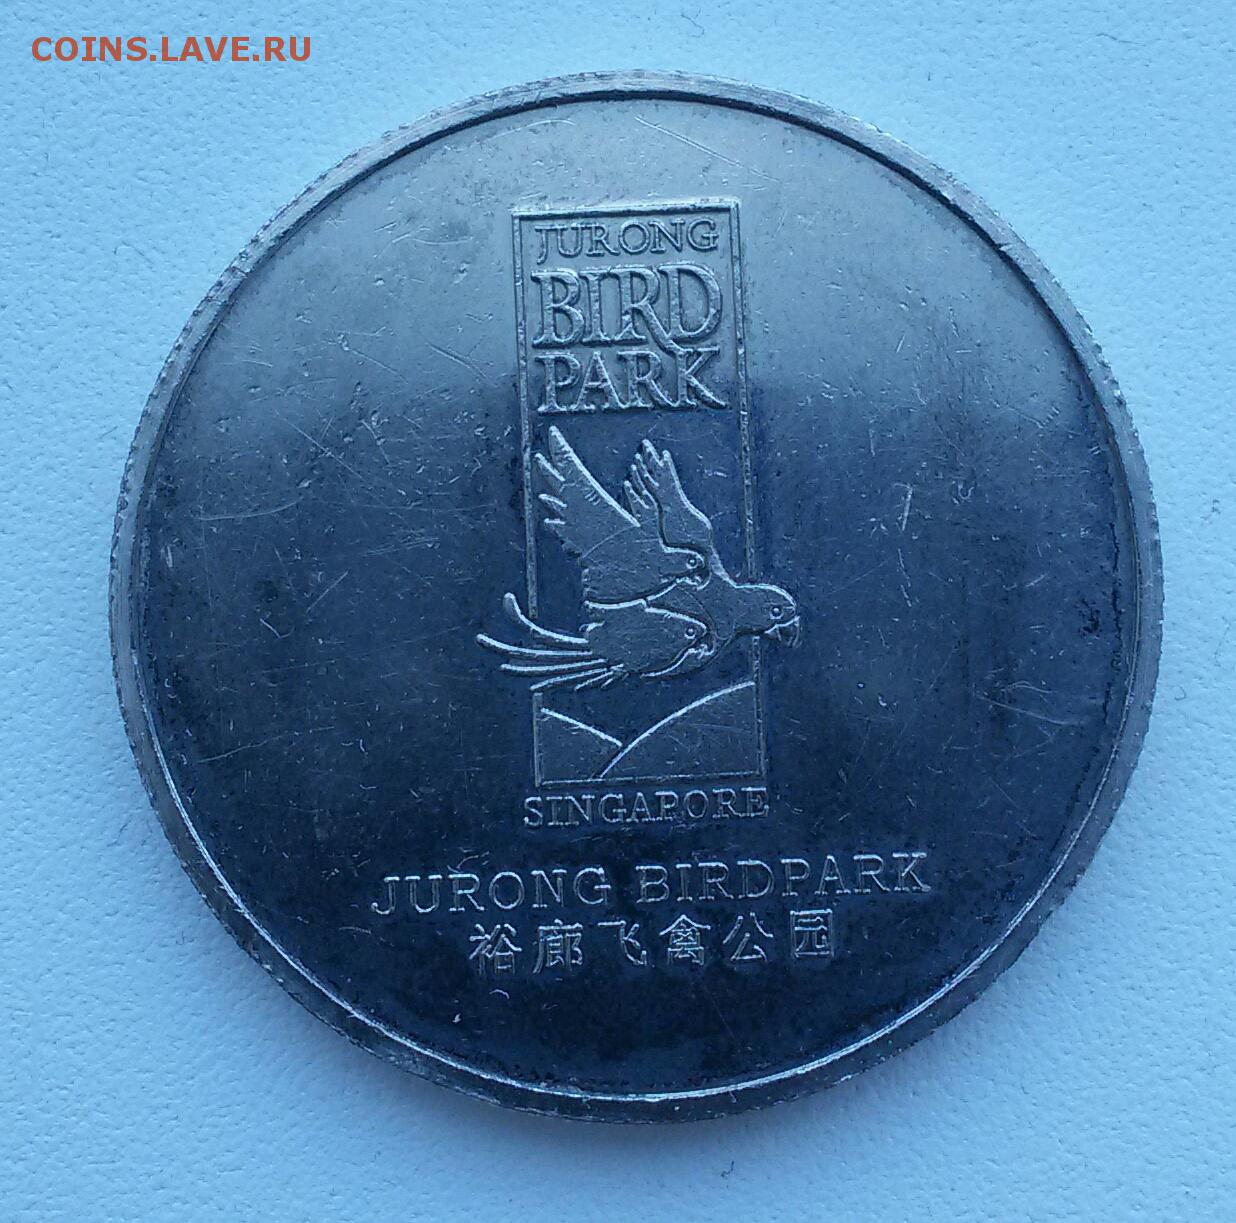 COINS.LAVE.RU
JURONG
BIRD
PARK
SINGAPORE
JURONG BIRDPARK
裕廊飞禽公园